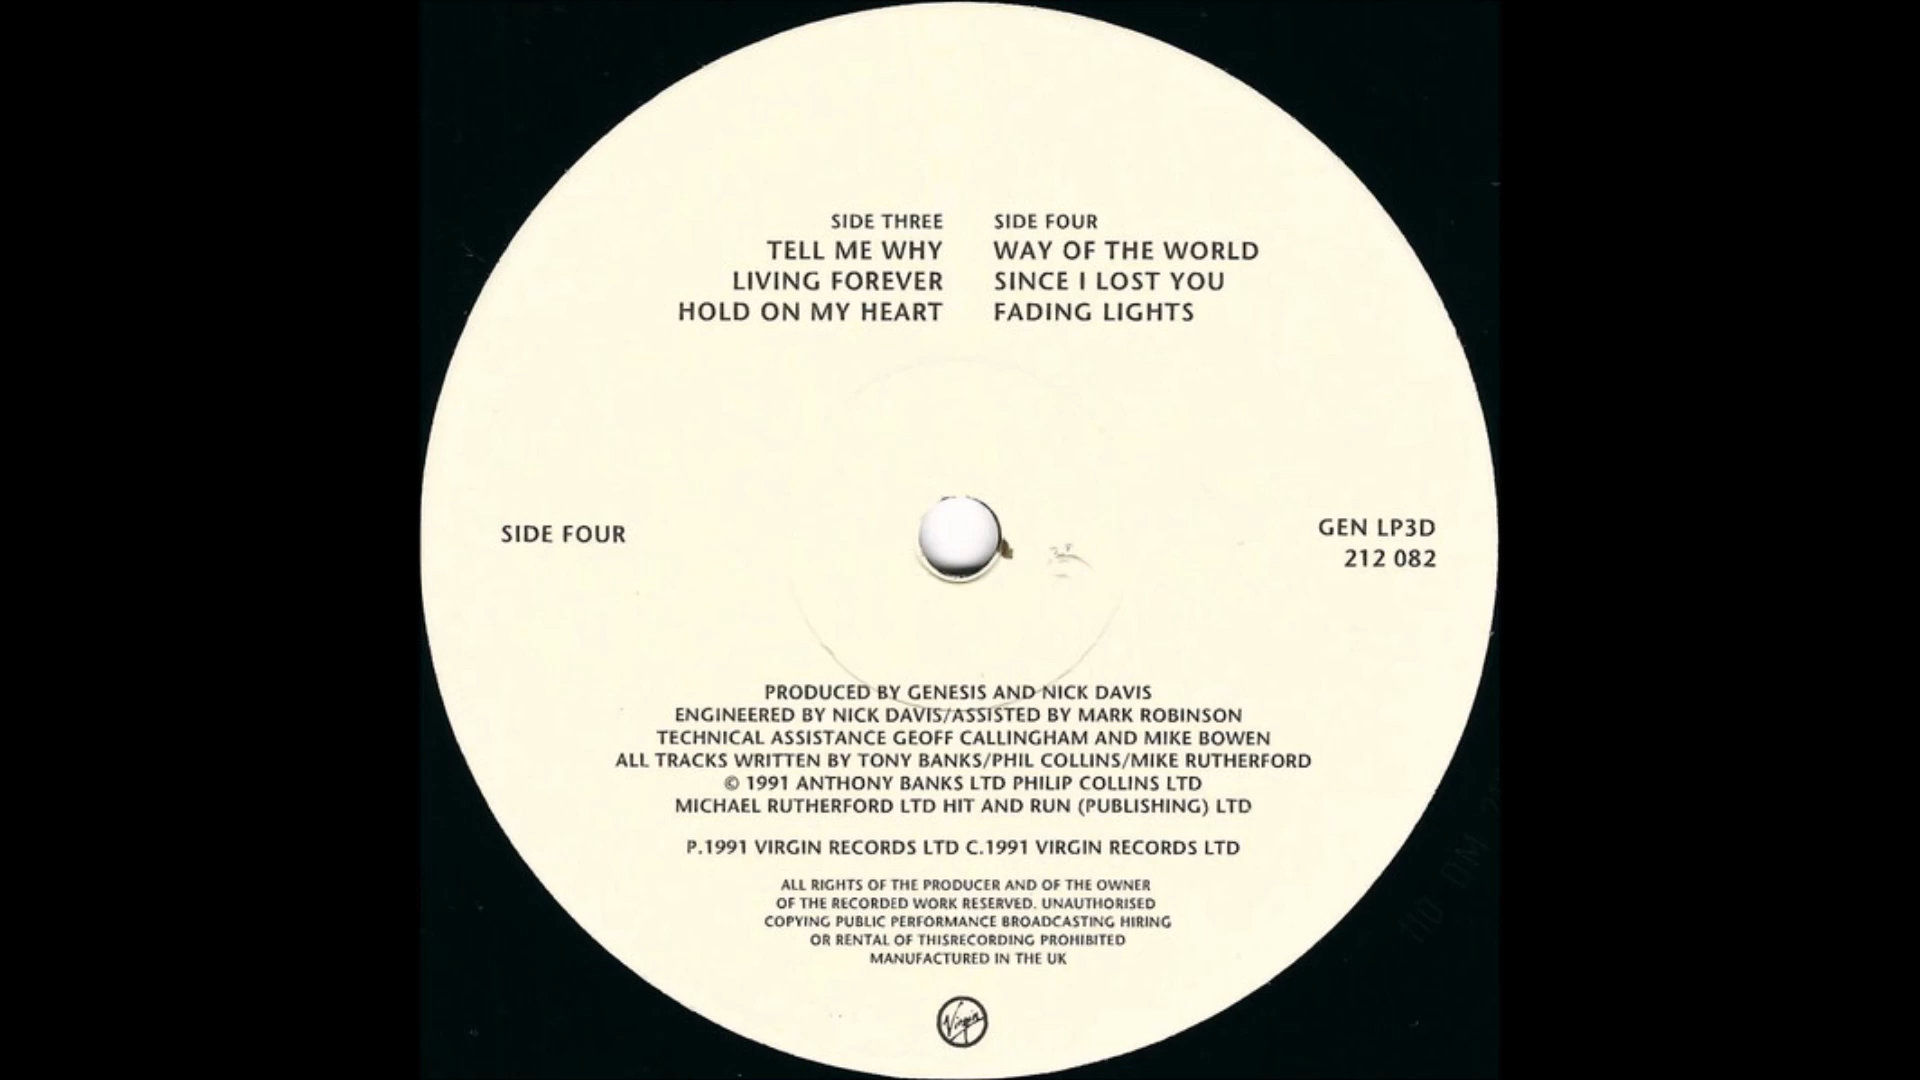 SIDE THREE
TELL ME WHY
LIVING FOREVER
HOLD ON MY HEART
SIDE FOUR
WAY OF THE WORLD
SINCE I LOST YOU
FADING LIGHTS
SIDE FOUR
GEN LP3D
212 082
PRODUCED BY GENESIS AND NICK DAVIS
ENGINEERED BY NICK DAVIS/ASSISTED BY MARK ROBINSON
TECHNICAL ASSISTANCE GEOFF CALLINGHAM AND MIKE BOWEN
ALL TRACKS WRITTEN BY TONY BANKS/PHIL COLLINS/MIKE RUTHERFORD
© 1991 ANTHONY BANKS LTD PHILIP COLLINS LTD
MICHAEL RUTHERFORD LTD HIT AND RUN (PUBLISHING) LTD
P.1991 VIRGIN RECORDS LTD C.1991 VIRGIN RECORDS LTD
ALL RIGHTS OF THE PRODUCER AND OF THE OWNER
OF THE RECORDED WORK RESERVED. UNAUTHORISED
COPYING PUBLIC PERFORMANCE BROADCASTING HIRING
OR RENTAL OF THISRECORDING PROHIBITED
MANUFACTURED IN THE UK
Virgin